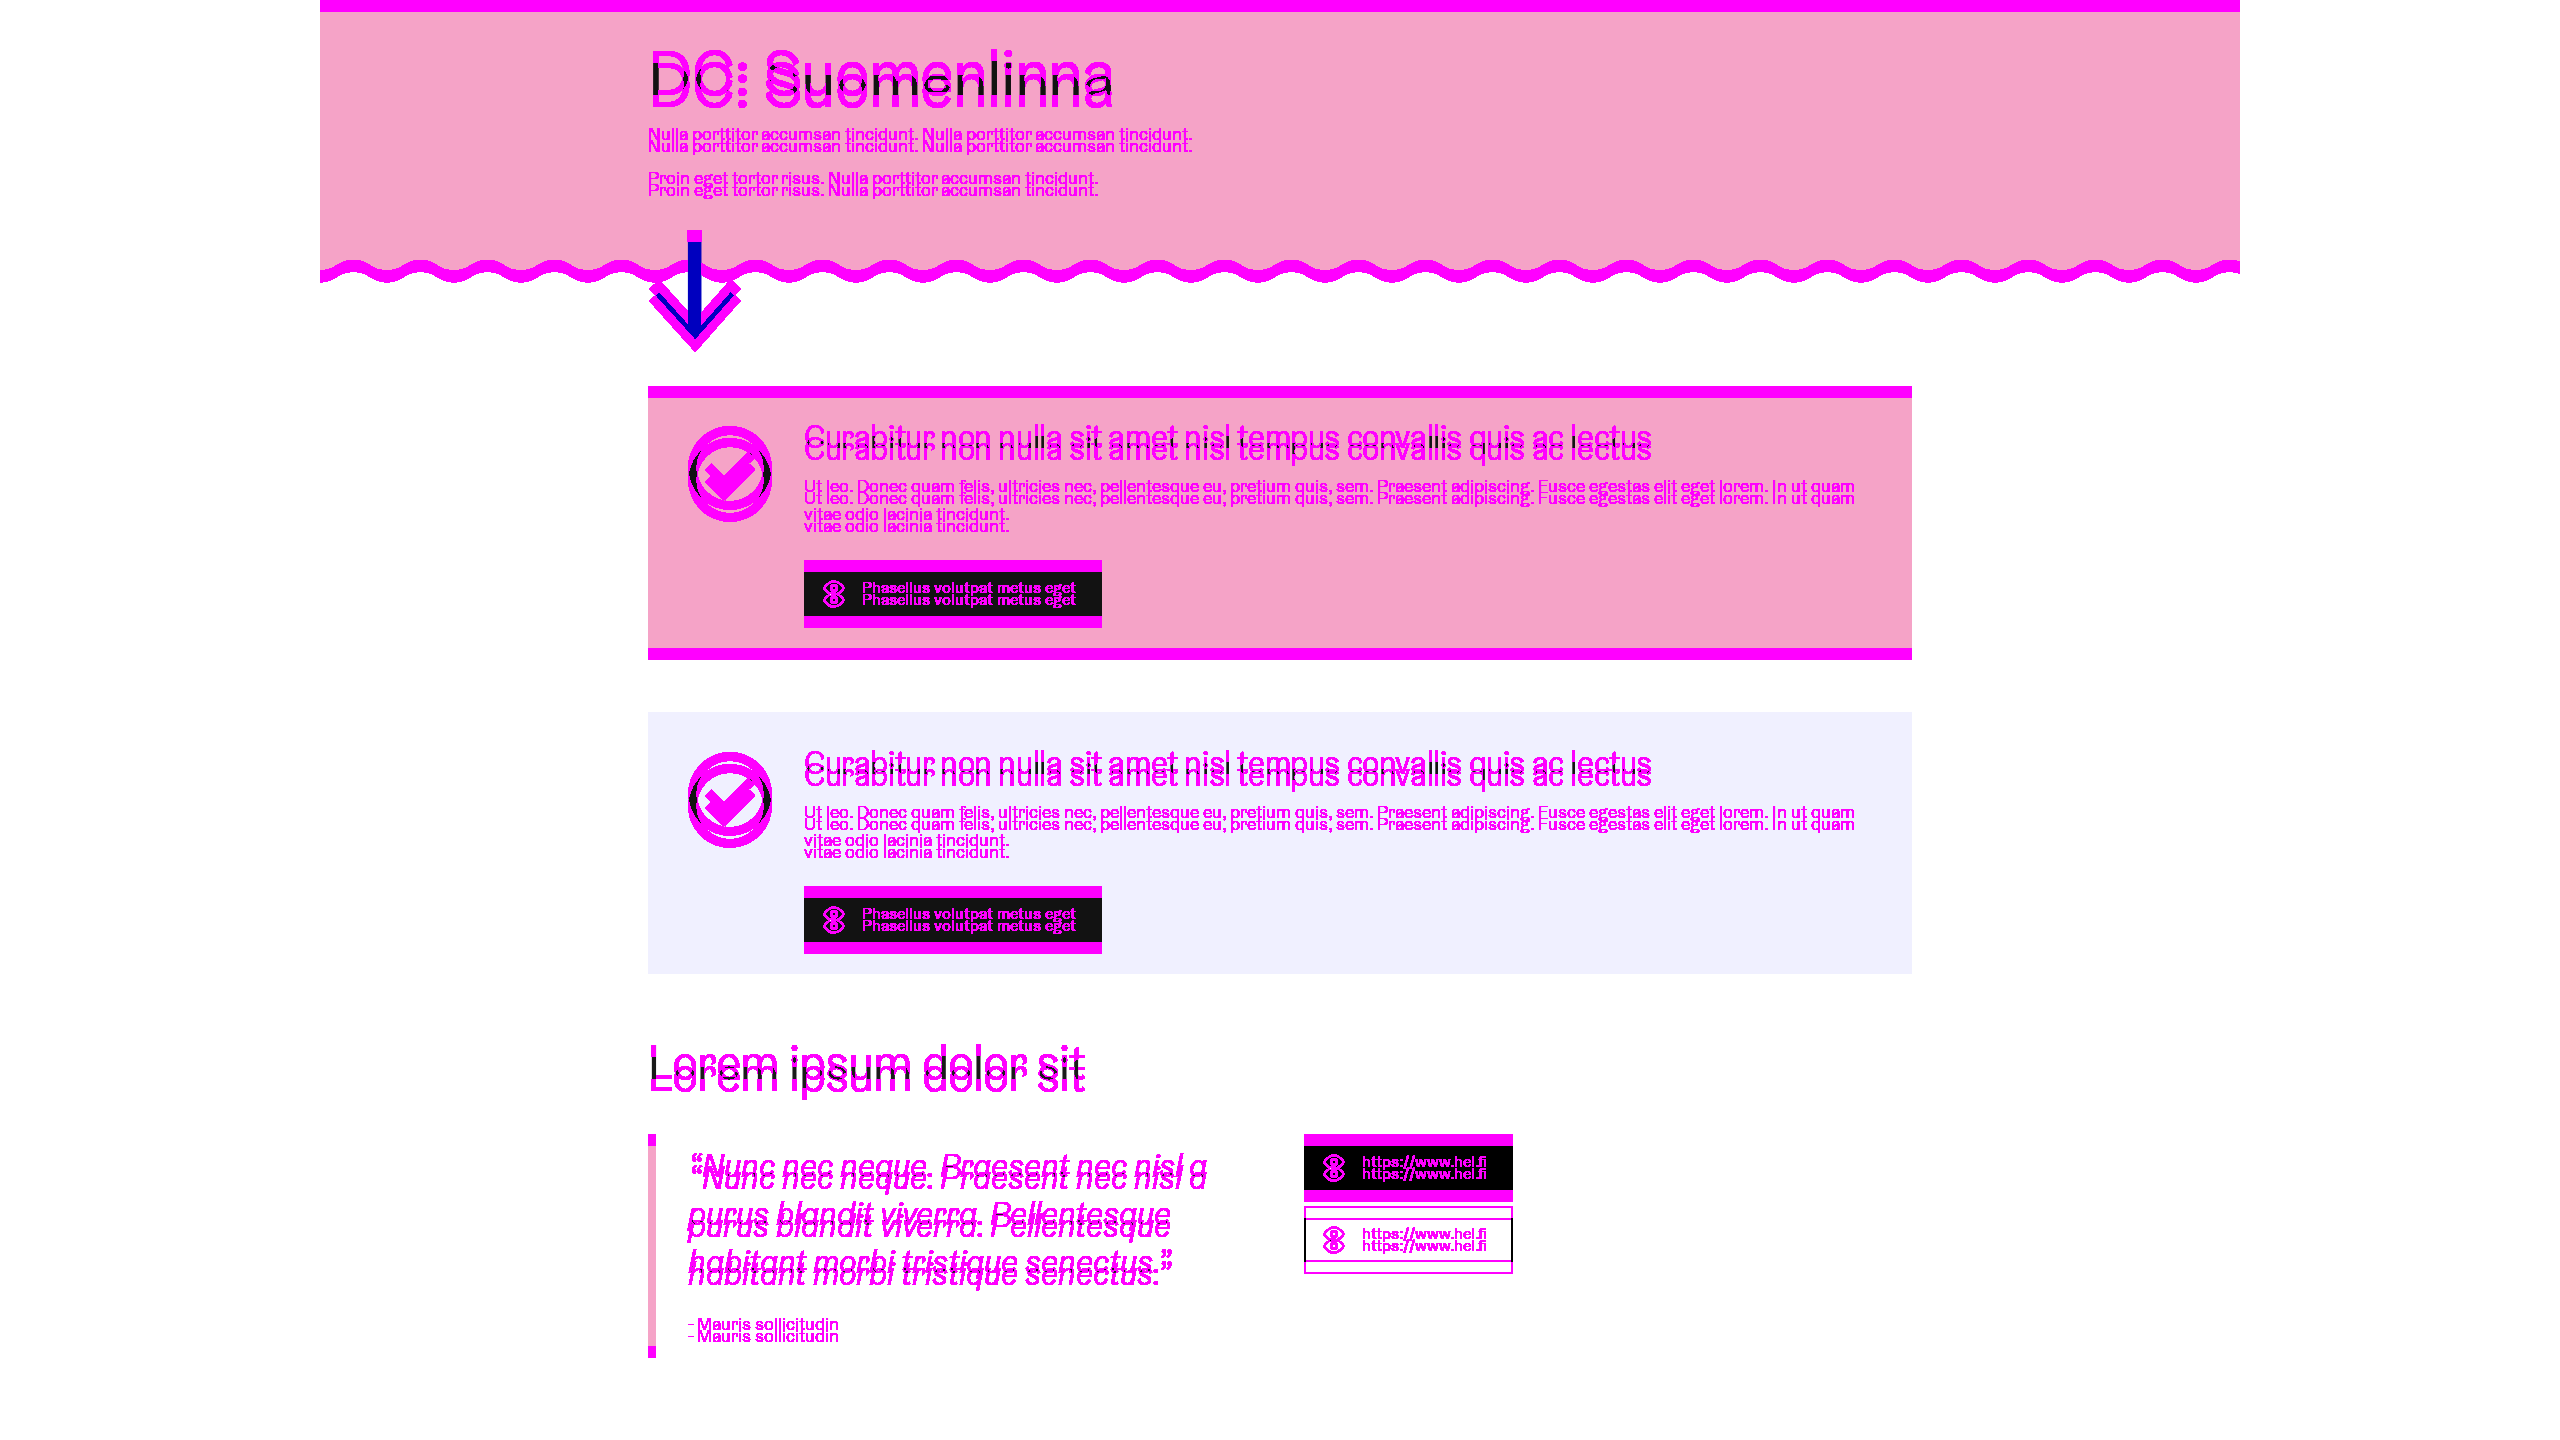 DC: Suomenlinna
Nulla porttitor accumsan tincidunt. Nulla porttitor accumsan tincidunt.
Proin eget tortor risus. Nulla porttitor accumsan tincidunt.
Curabitur non nulla sit amet nisl tempus convallis quis ac lectus
Ut leo. Donec quam felis, ultricies nec, pellentesque eu, pretium quis, sem. Praesent adipiscing. Fusce egestas elit eget lorem. In ut quam
vitae odio lacinia tincidunt.
Phasellus volutpat metus eget
Curabitur non nulla sit amet nisl tempus convallis quis ac lectus
Ut leo. Donec quam felis, ultricies nec, pellentesque eu, pretium quis, sem. Praesent adipiscing. Fusce egestas elit eget lorem. In ut quam
vitae odio lacinia tincidunt.
Phasellus volutpat metus eget
Lorem ipsum dolor sit
“Nunc nec neque. Praesent nec nisl a
purus blandit viverra. Pellentesque
habitant morbi tristique senectus.”
- Mauris sollicitudin
https://www.hel.fi
https://www.hel.fi